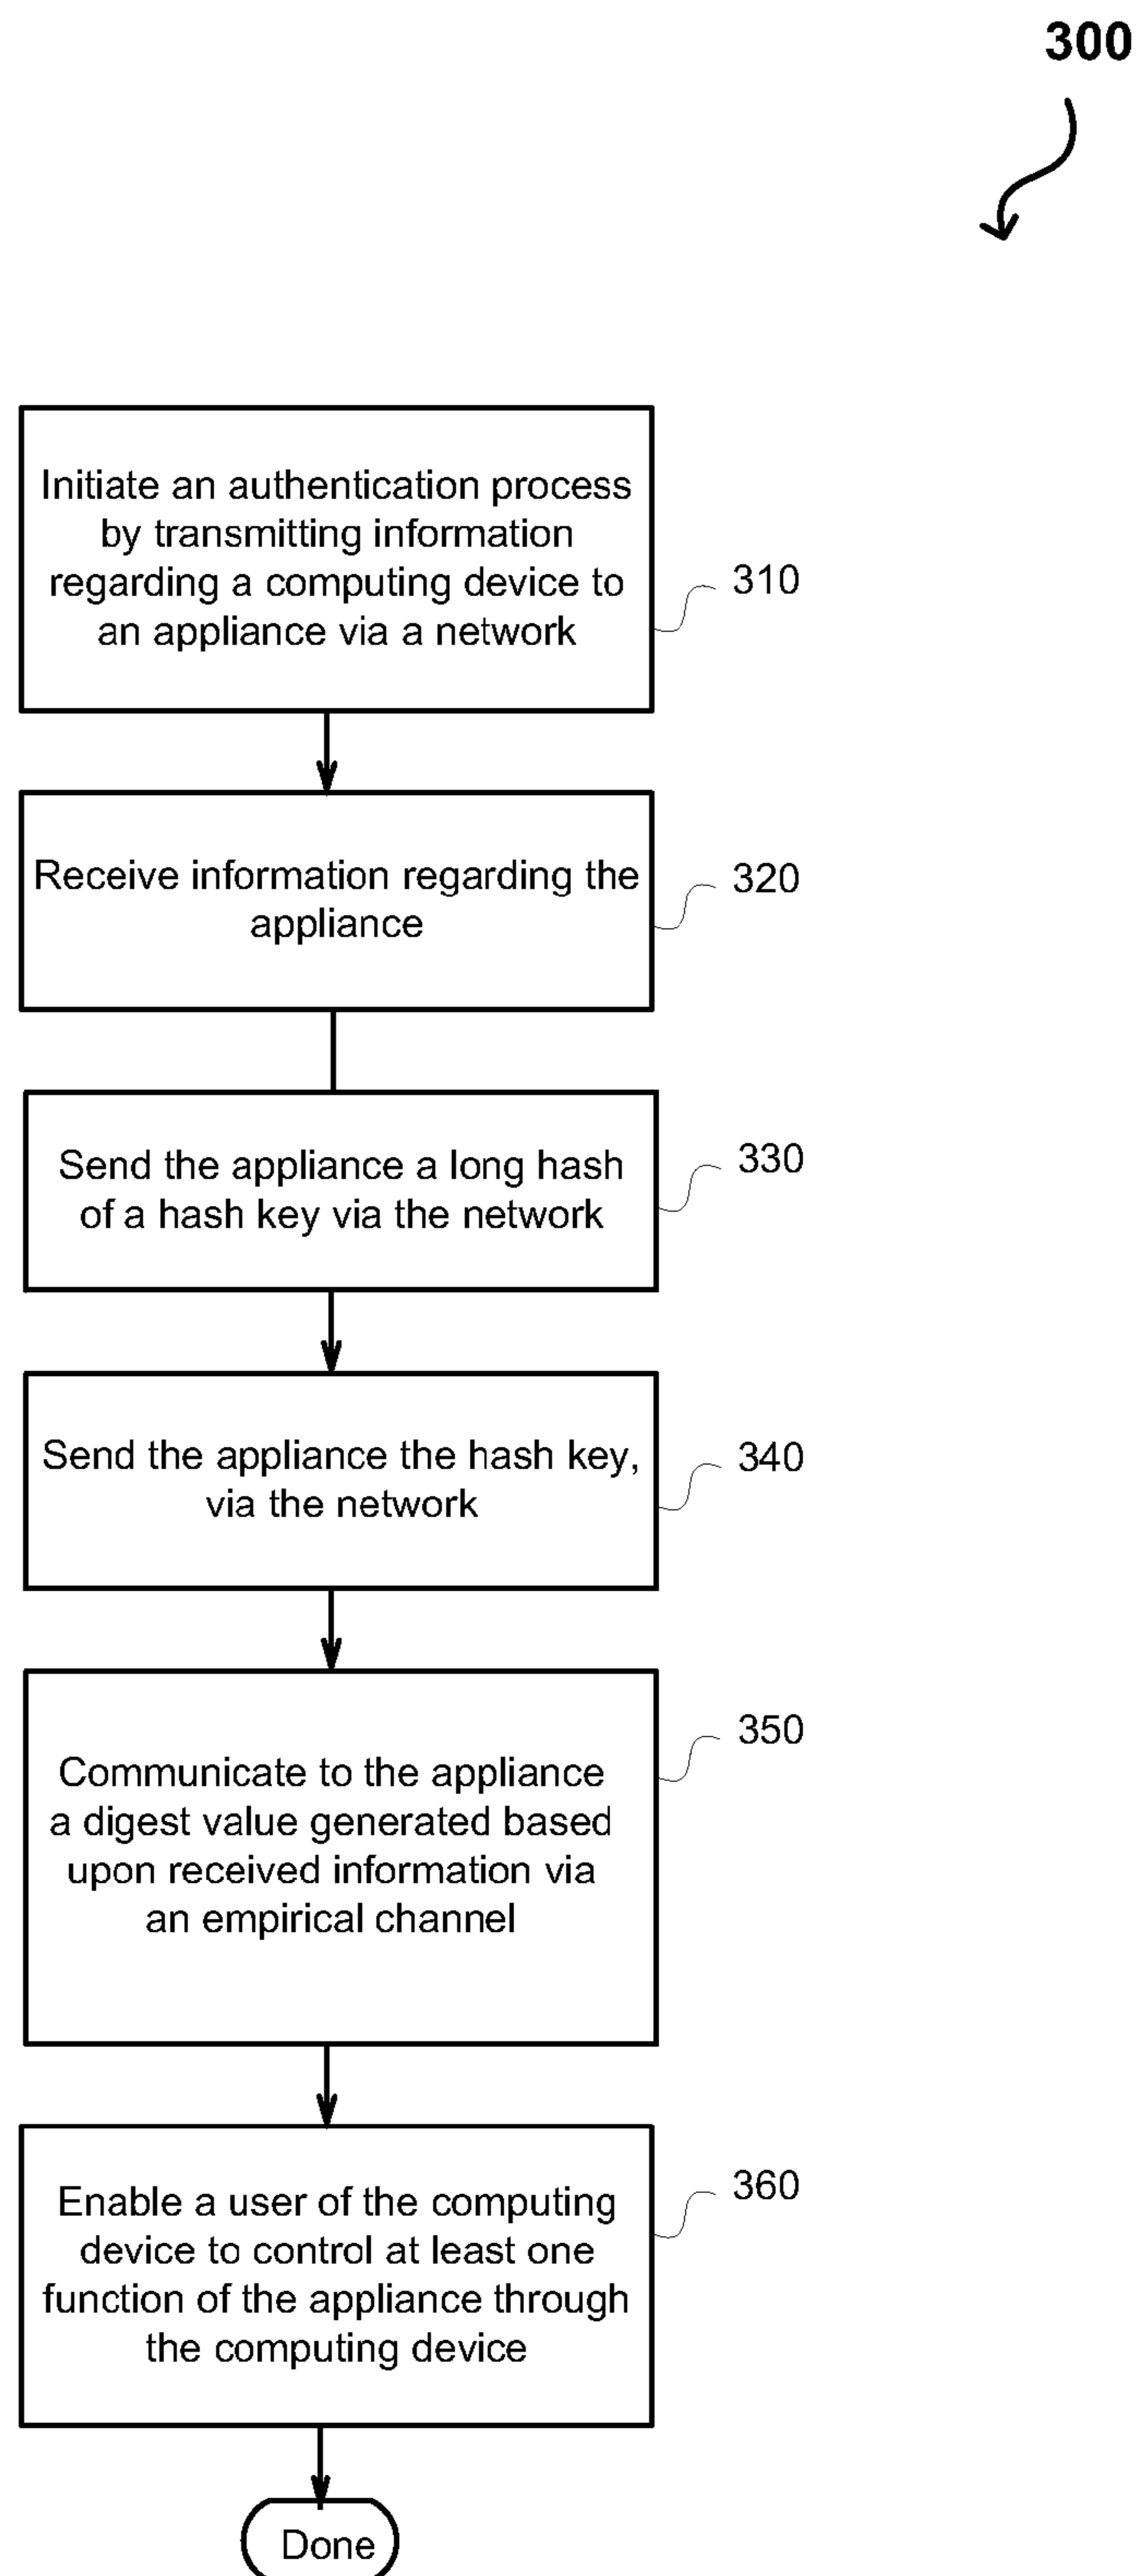 300
Initiate an authentication process
by transmitting information
regarding a computing device to
an appliance via a network
310
Receive information regarding the
appliance
320
Send the appliance a long hash
of a hash key via the network
330
Send the appliance the hash key,
via the network
340
Communicate to the appliance
a digest value generated based
upon received information via
an empirical channel
350
Enable a user of the computing
device to control at least one
function of the appliance through
the computing device
360
Done